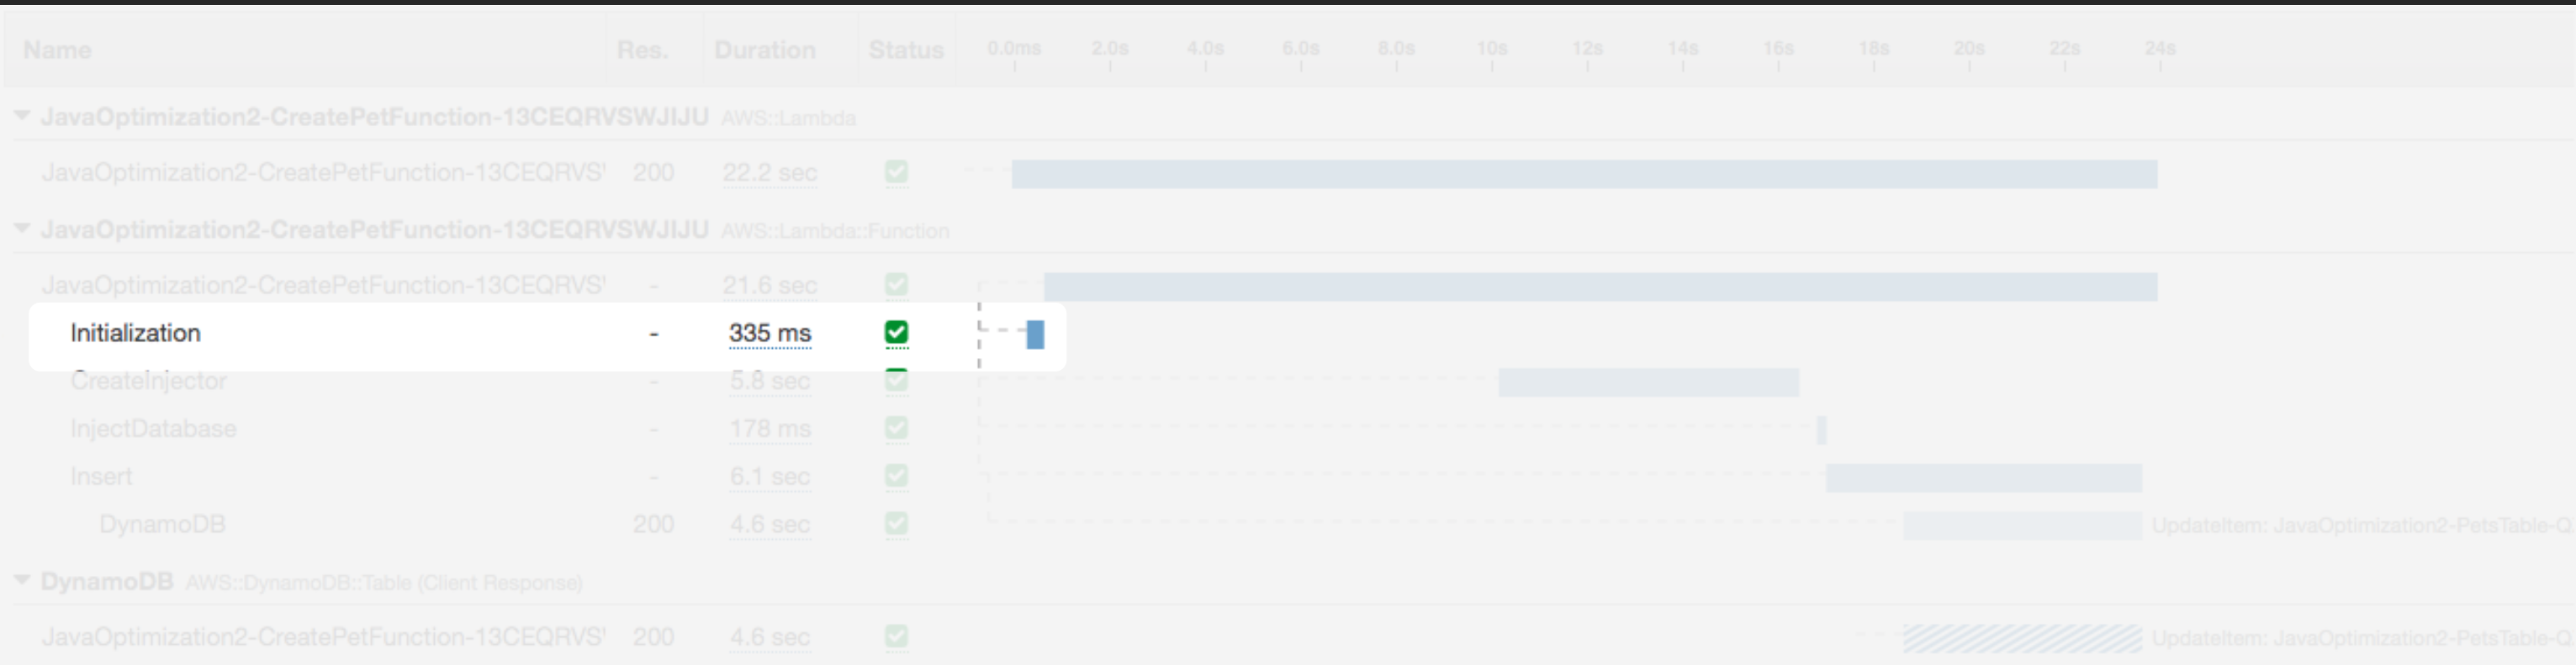 Name Res. Duration Status 0.0ms 2.0s 4.0s 6.0s 8.0s 10s 12s 14s 16s 18s 20s 22s 24s
JavaOptimization2-CreatePetFunction-13CEQRVSWJIJU AWS::Lambda
JavaOptimization2-CreatePetFunction-13CEQRVS 200 22.2 sec
JavaOptimization2-CreatePetFunction-13CEQRVSWJIJU AWS::Lambda::Function
JavaOptimization2-CreatePetFunction-13CEQRVS - 21.6 sec
Initialization - 335 ms
CreateInjector - 5.8 sec
InjectDatabase - 178 ms
Insert - 6.1 sec
DynamoDB 200 4.6 sec UpdateItem: JavaOptimization2-PetsTable-Q
DynamoDB AWS::DynamoDB::Table (Client Response)
JavaOptimization2-CreatePetFunction-13CEQRVS 200 4.6 sec UpdateItem: JavaOptimization2-PetsTable-Q